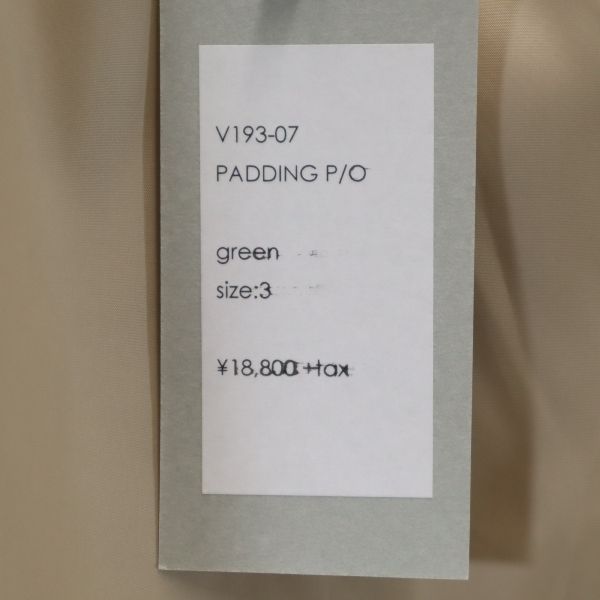 V193-07
PADDING P/O
green
size:3
¥18,800+tax